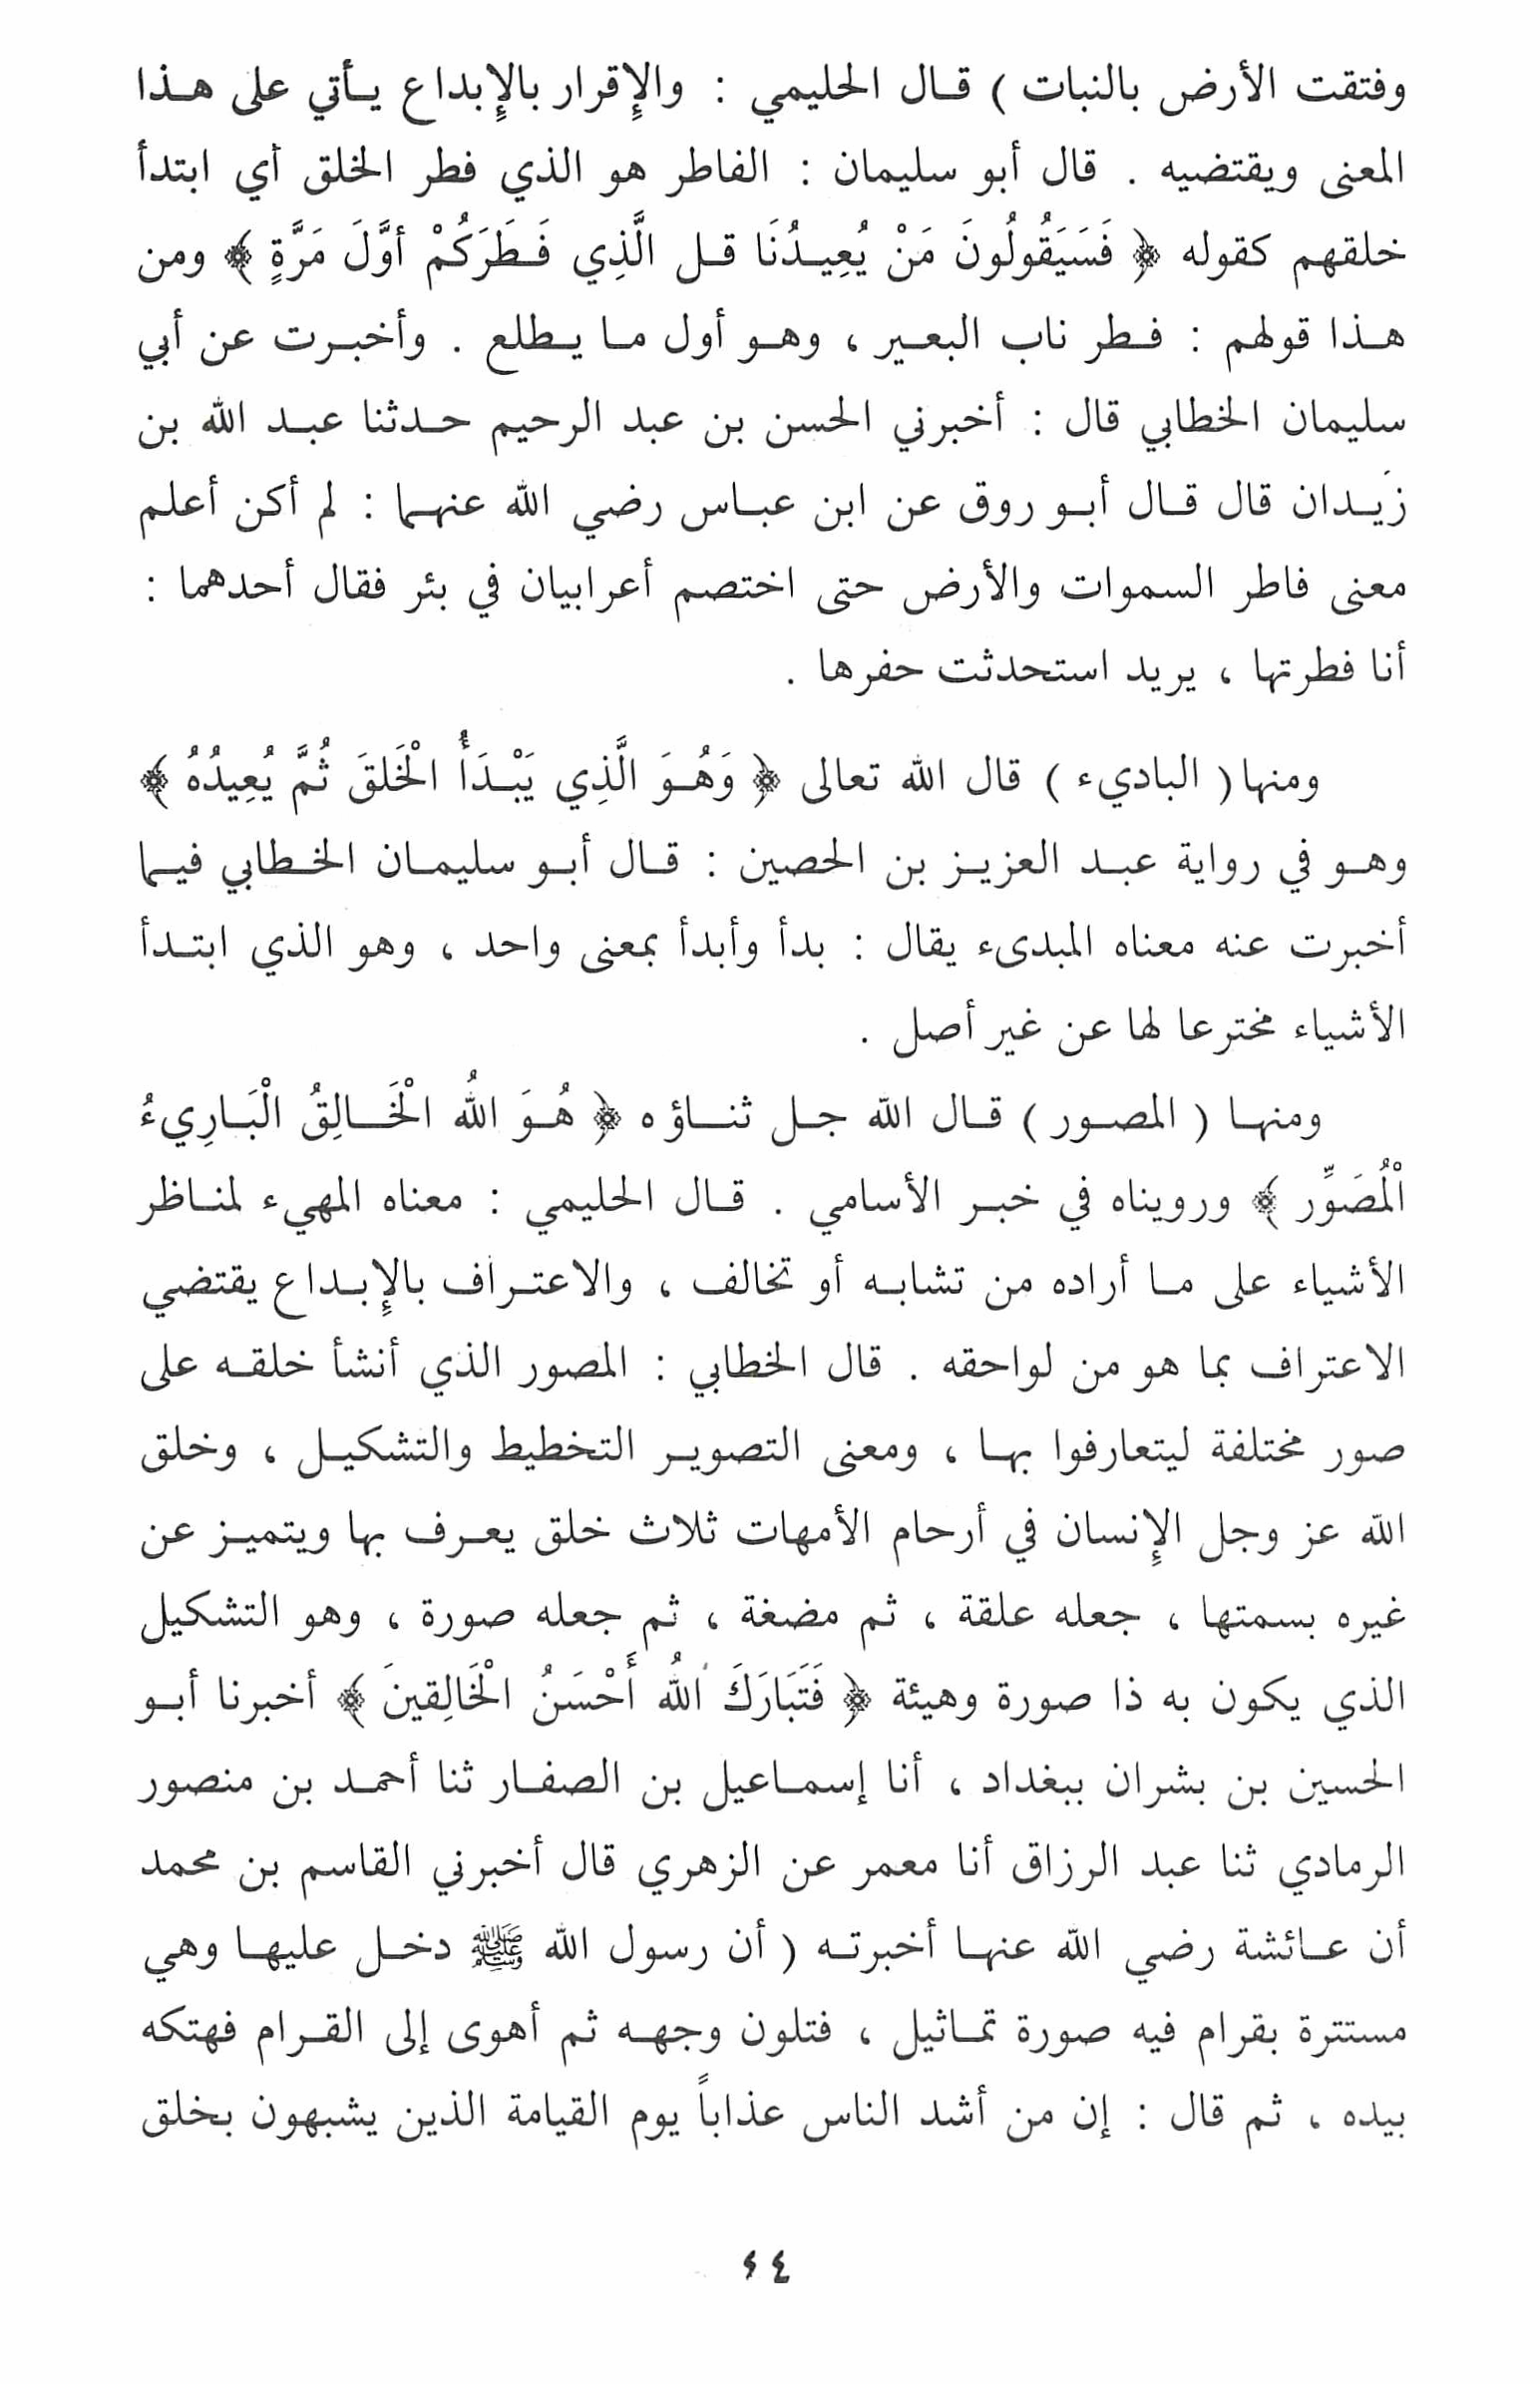 وفتقت الأرض بالنبات ) قال الحليمي : والإقرار بالإبداع يأتي على هذا
المعنى ويقتضيه . قال أبو سليمان : الفاطر هو الذي فطر الخلق أي ابتدأ
خلقهم كقوله ﴿ فَسَيَقُولُونَ مَنْ يُعِيدُنَا قل الَّذِي فَطَرَكُمْ أوَّلَ مَرَّةٍ ﴾ ومن
هذا قولهم : فطر ناب البعير ، وهو أول ما يطلع . وأخبرت عن أبي
سليمان الخطابي قال : أخبرني الحسن بن عبد الرحيم حدثنا عبد الله بن
زَيدان قال قال أبو روق عن ابن عباس رضي الله عنهما : لم أكن أعلم
معنى فاطر السموات والأرض حتى اختصم أعرابيان في بئر فقال أحدهما :
أنا فطرتها ، يريد استحدثت حفرها .
ومنها ( الباديء ) قال الله تعالى ﴿ وَهُوَ الَّذِي يَبْدَأُ الْخَلقَ ثُمَّ يُعِيدُهُ ﴾
وهو في رواية عبد العزيز بن الحصين : قال أبو سليمان الخطابي فيما
أخبرت عنه معناه المبدىء يقال : بدأ وأبدأ بمعنى واحد ، وهو الذي ابتدأ
الأشياء مخترعا لها عن غير أصل .
ومنها ( المصور ) قال الله جل ثناؤه ﴿ هُوَ اللهُ الْخَالِقُ الْبَارِيءُ
الْمُصَوِّر ﴾ ورويناه في خبر الأسامي . قال الحليمي : معناه المهيء لمناظر
الأشياء على ما أراده من تشابه أو تخالف ، والاعتراف بالإبداع يقتضي
الاعتراف بما هو من لواحقه . قال الخطابي : المصور الذي أنشأ خلقه على
صور مختلفة ليتعارفوا بها ، ومعنى التصوير التخطيط والتشكيل ، وخلق
الله عز وجل الإنسان في أرحام الأمهات ثلاث خلق يعرف بها ويتميز عن
غيره بسمتها ، جعله علقة ، ثم مضغة ، ثم جعله صورة ، وهو التشكيل
الذي يكون به ذا صورة وهيئة ﴿ فَتَبَارَكَ اللهُ أَحْسَنُ الْخَالِقِينَ ﴾ أخبرنا أبو
الحسين بن بشران ببغداد ، أنا إسماعيل بن الصفار ثنا أحمد بن منصور
الرمادي ثنا عبد الرزاق أنا معمر عن الزهري قال أخبرني القاسم بن محمد
أن عائشة رضي الله عنها أخبرته ( أن رسول الله ﷺ دخل عليها وهي
مستترة بقرام فيه صورة تماثيل ، فتلون وجهه ثم أهوى إلى القرام فهتكه
بيده ، ثم قال : إن من أشد الناس عذاباً يوم القيامة الذين يشبهون بخلق
٤٤